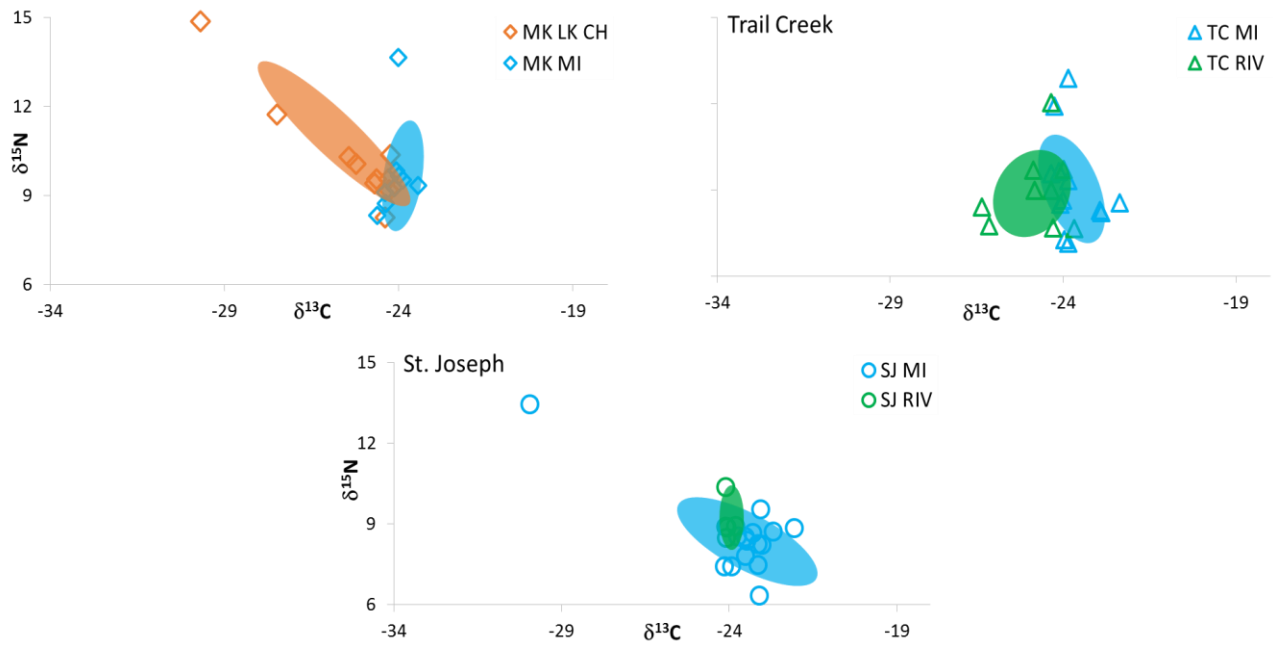 15
12
9
6
δ¹⁵N
-34
-29
-24
-19
δ¹³C
MK LK CH
MK MI
Trail Creek
TC MI
TC RIV
-34
-29
-24
-19
δ¹³C
St. Joseph
SJ MI
SJ RIV
15
12
9
6
δ¹⁵N
-34
-29
-24
-19
δ¹³C